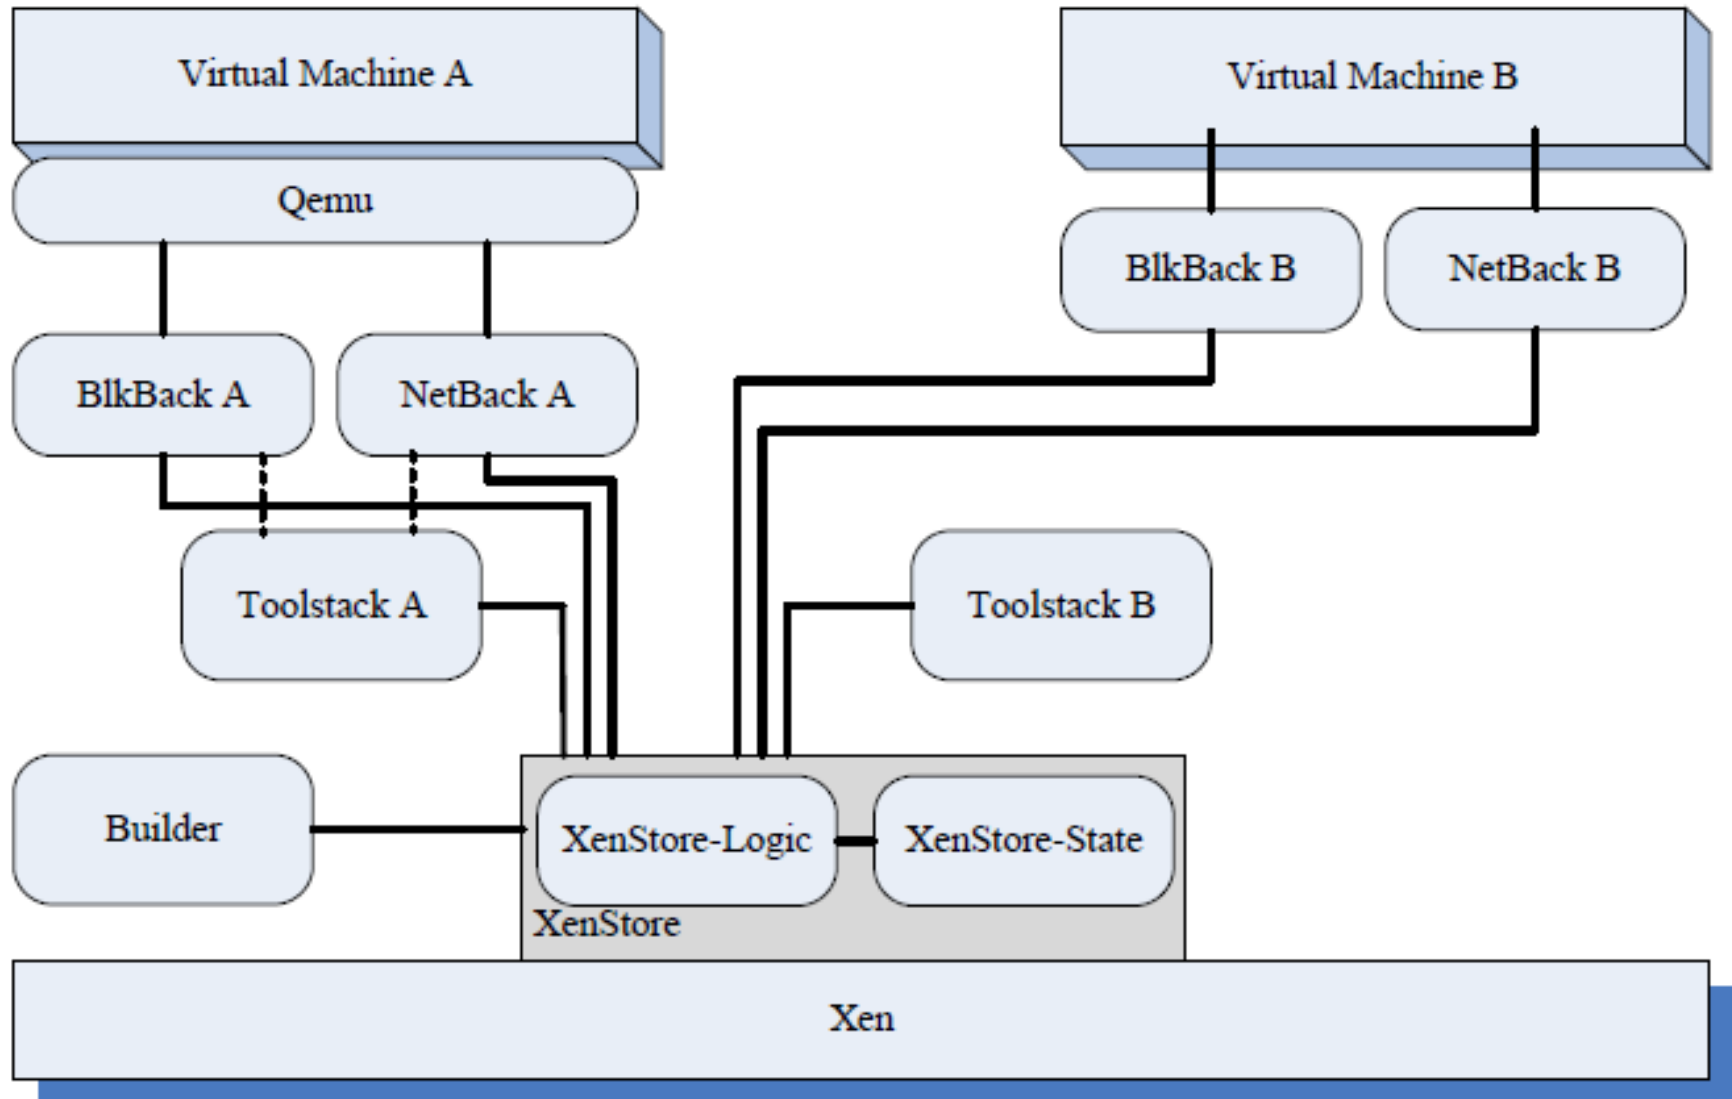 Virtual Machine A
Virtual Machine B
Qemu
BlkBack B
NetBack B
BlkBack A
NetBack A
Toolstack A
Toolstack B
Builder
XenStore-Logic
XenStore-State
XenStore
Xen